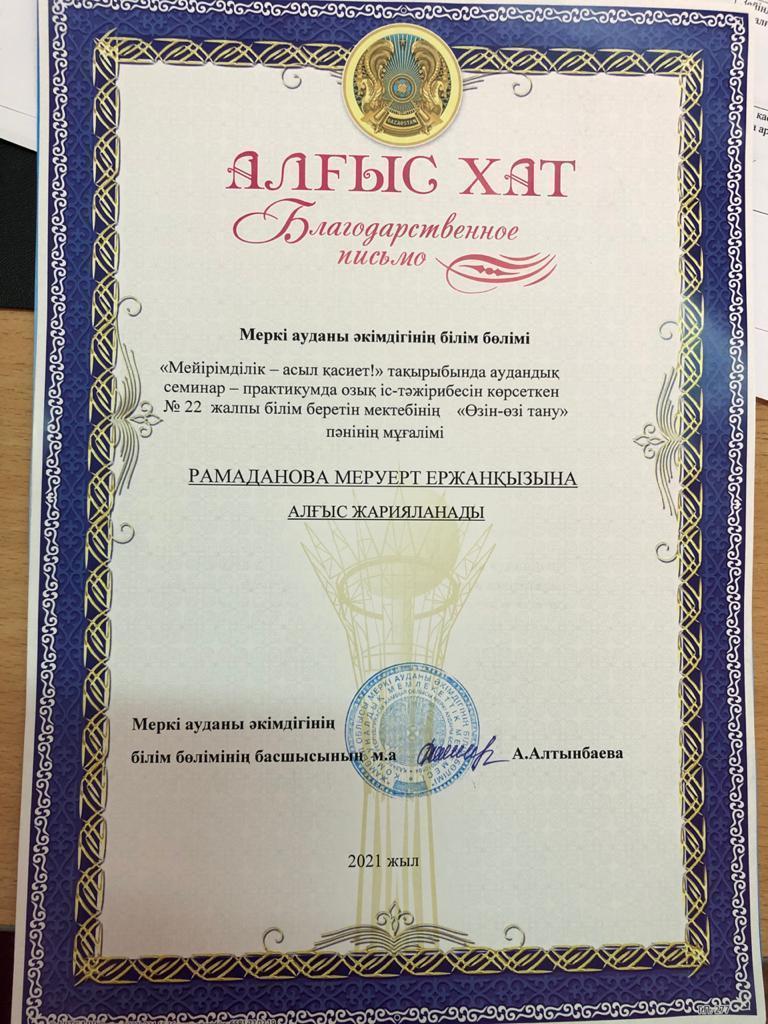 ҚАЗАҚSTAN
АЛҒЫС ХАТ
Благодарственное
письмо
Меркі ауданы әкімдігінің білім бөлімі
«Мейірімділік – асыл қасиет!» тақырыбында аудандық
семинар – практикумда озық іс-тәжірибесін көрсеткен
№ 22 жалпы білім беретін мектебінің «Өзін-өзі тану»
пәнінің мұғалімі
РАМАДАНОВА МЕРУЕРТ ЕРЖАНҚЫЗЫНА
АЛҒЫС ЖАРИЯЛАНАДЫ
Меркі ауданы әкімдігінің
білім бөлімінің басшысының м.а А.Алтынбаева
2021 жыл